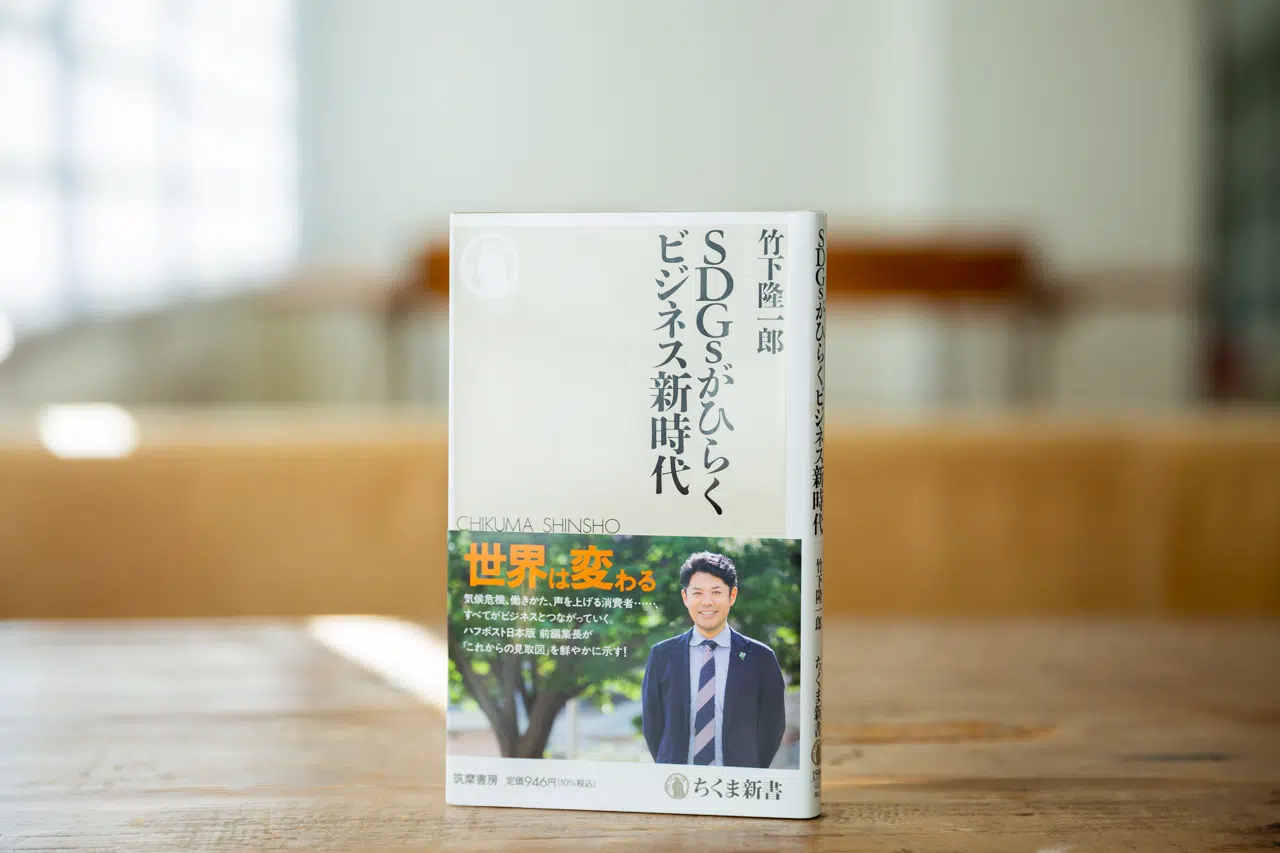 竹下隆一郎
SDGsがひらく
ビジネス新時代
CHIKUMA SHINSHO
世界は変わる
気候危機、働きかた、声を上げる消費者……、
すべてがビジネスとつながっていく。
ハフポスト日本版 前編集長が
「これからの見取図」を鮮やかに示す！
筑摩書房 定価946円（10%税込）
ちくま新書
SDGsがひらくビジネス新時代 竹下隆一郎 ちくま新書